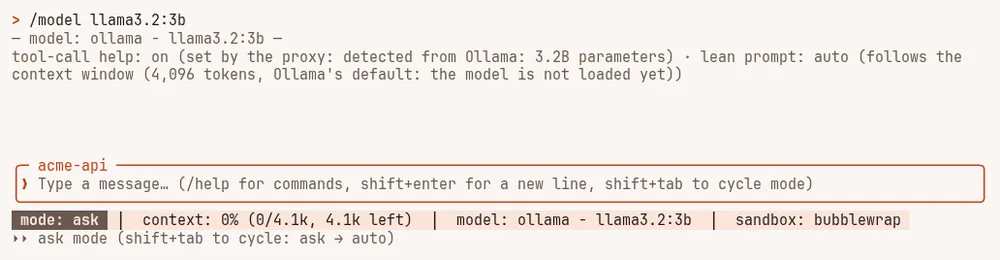 > /model llama3.2:3b
— model: ollama - llama3.2:3b —
tool-call help: on (set by the proxy: detected from Ollama: 3.2B parameters) · lean prompt: auto (follows the
context window (4,096 tokens, Ollama's default: the model is not loaded yet))
acme-api
❯ Type a message… (/help for commands, shift+enter for a new line, shift+tab to cycle mode)
mode: ask │ context: 0% (0/4.1k, 4.1k left) │ model: ollama - llama3.2:3b │ sandbox: bubblewrap
▸▸ ask mode (shift+tab to cycle: ask → auto)